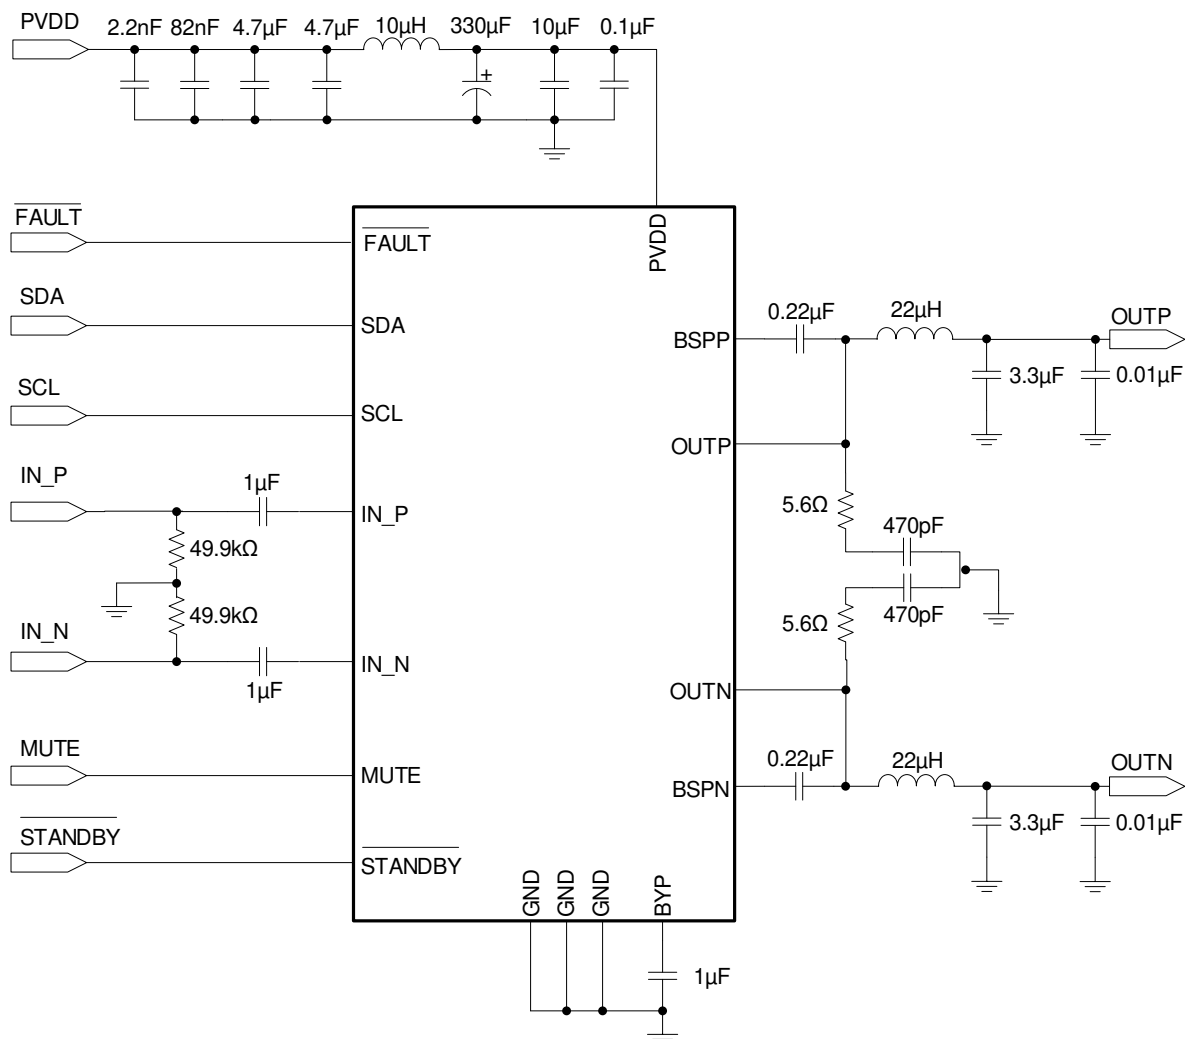 PVDD 2.2nF 82nF 4.7µF 4.7µF 10µH 330µF 10µF 0.1µF
+
FAULT
FAULT
PVDD
SDA
SDA
SCL
SCL
IN_P
1µF
IN_P
49.9kΩ
49.9kΩ
IN_N
1µF
IN_N
MUTE
MUTE
STANDBY
STANDBY
GND
GND
GND
BYP
1µF
BSPP
0.22µF
22µH
OUTP
3.3µF
0.01µF
OUTP
5.6Ω
470pF
470pF
5.6Ω
OUTN
BSPN
0.22µF
22µH
OUTN
3.3µF
0.01µF